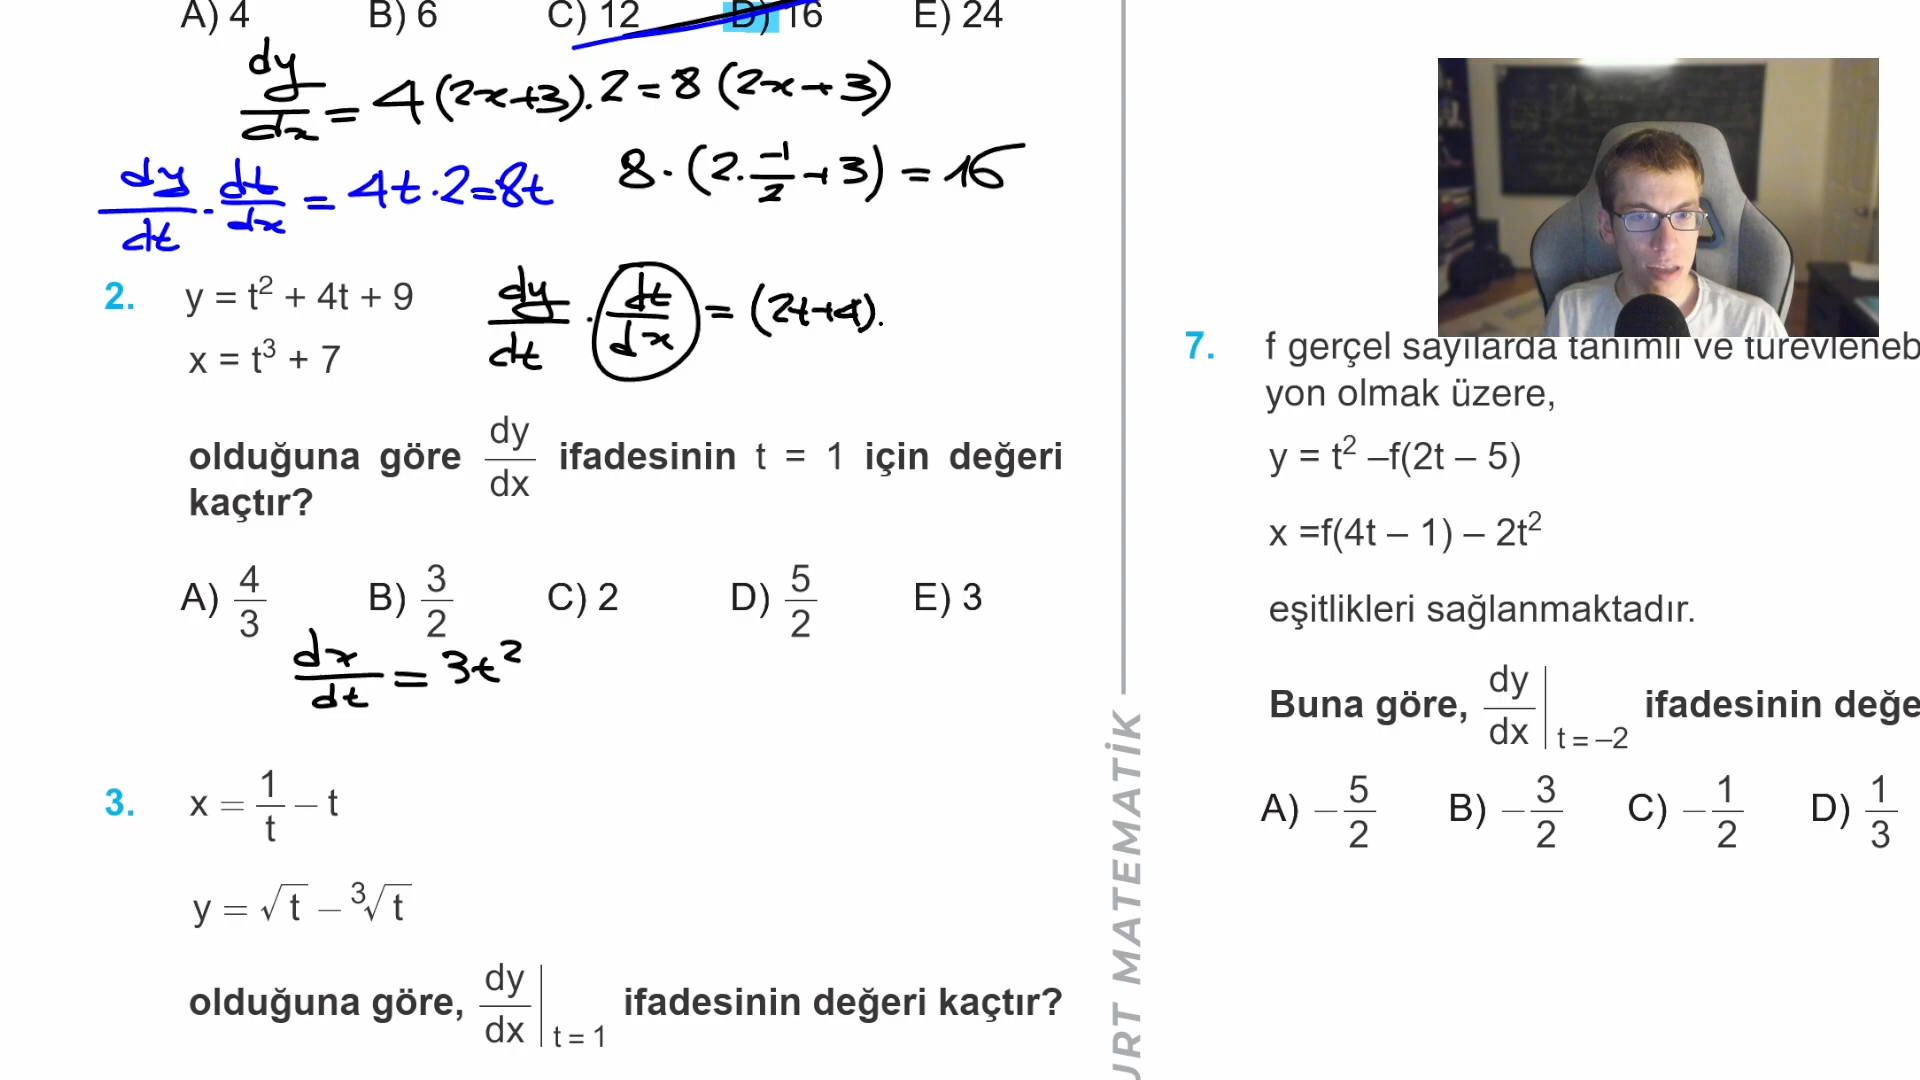 A) 4 B) 6 C) 12 D) 16 E) 24
dy/dx = 4(2x+3).2 = 8(2x+3)
8·(2·-1/2+3) = 16
dy/dt · dt/dx = 4t·2=8t
2. y = t² + 4t + 9
x = t³ + 7
dy/dt · dt/dx = (2t+4).
olduğuna göre dy/dx ifadesinin t = 1 için değeri
kaçtır?
A) 4/3 B) 3/2 C) 2 D) 5/2 E) 3
dx/dt = 3t²
3. x = 1/t – t
y = √t – ³√t
olduğuna göre, dy/dx |t = 1 ifadesinin değeri kaçtır?
URT MATEMATİK
7. f gerçel sayılarda tanımlı ve türevleneb
yon olmak üzere,
y = t² –f(2t – 5)
x =f(4t – 1) – 2t²
eşitlikleri sağlanmaktadır.
Buna göre, dy/dx |t = –2 ifadesinin değe
A) –5/2 B) –3/2 C) –1/2 D) 1/3